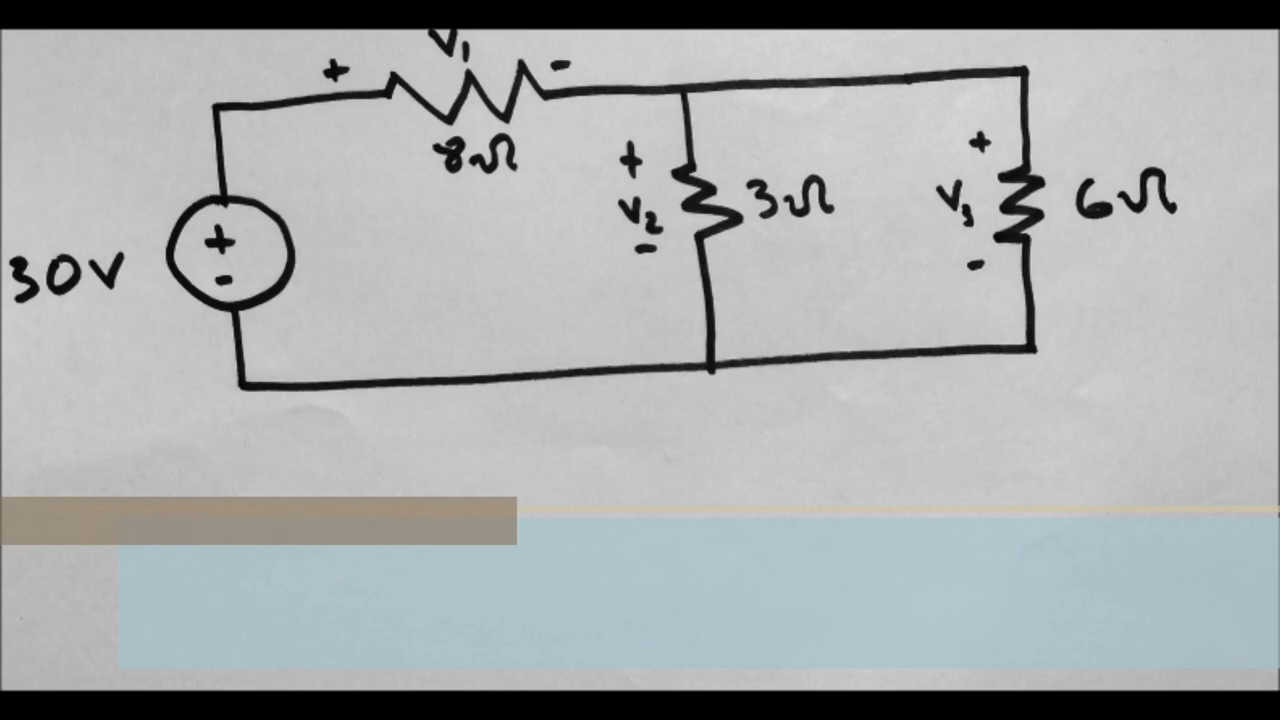 V₁
+ -
8Ω
+ V₂ - 3Ω
+ V₃ - 6Ω
30V + -